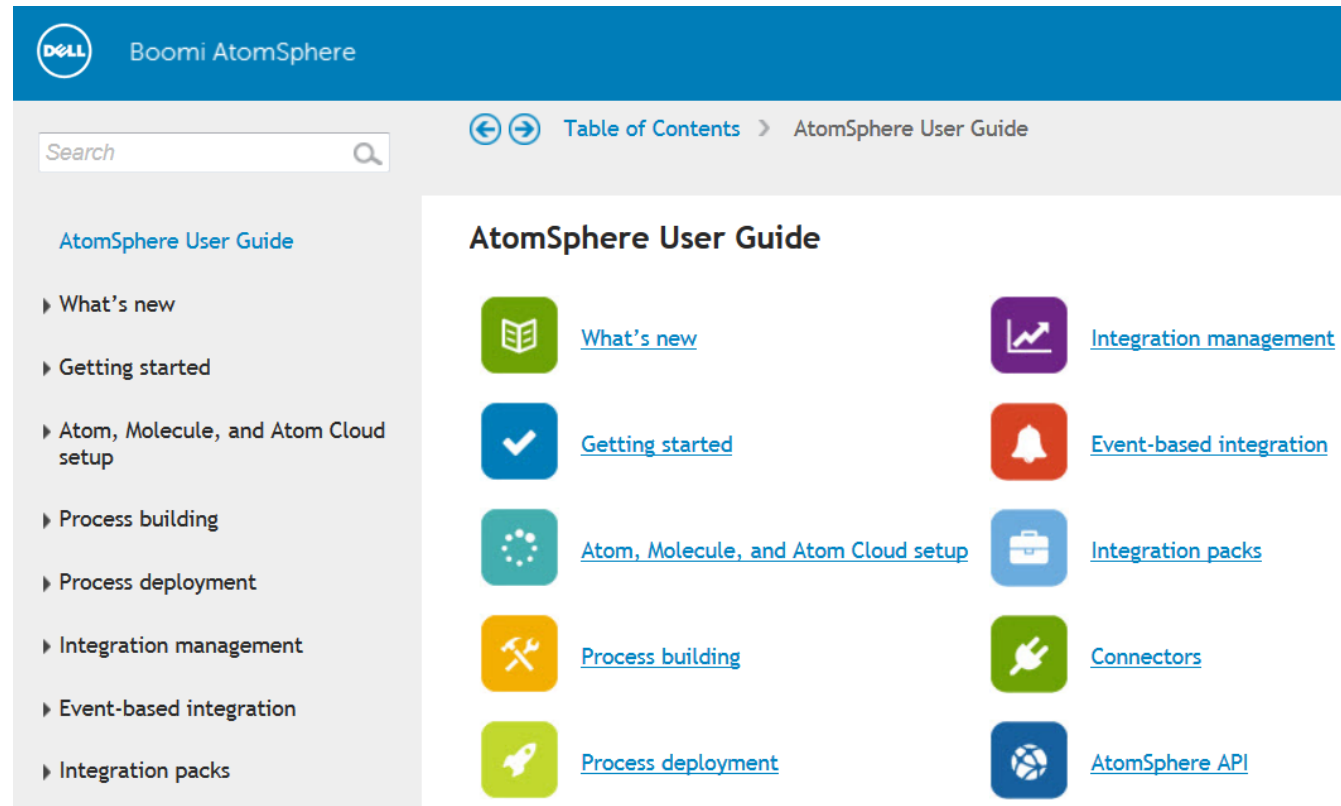 DELL
Boomi AtomSphere
Search
Table of Contents > AtomSphere User Guide
AtomSphere User Guide
What's new
Getting started
Atom, Molecule, and Atom Cloud
setup
Process building
Process deployment
Integration management
Event-based integration
Integration packs
AtomSphere User Guide
What's new
Integration management
Getting started
Event-based integration
Atom, Molecule, and Atom Cloud setup
Integration packs
Process building
Connectors
Process deployment
AtomSphere API